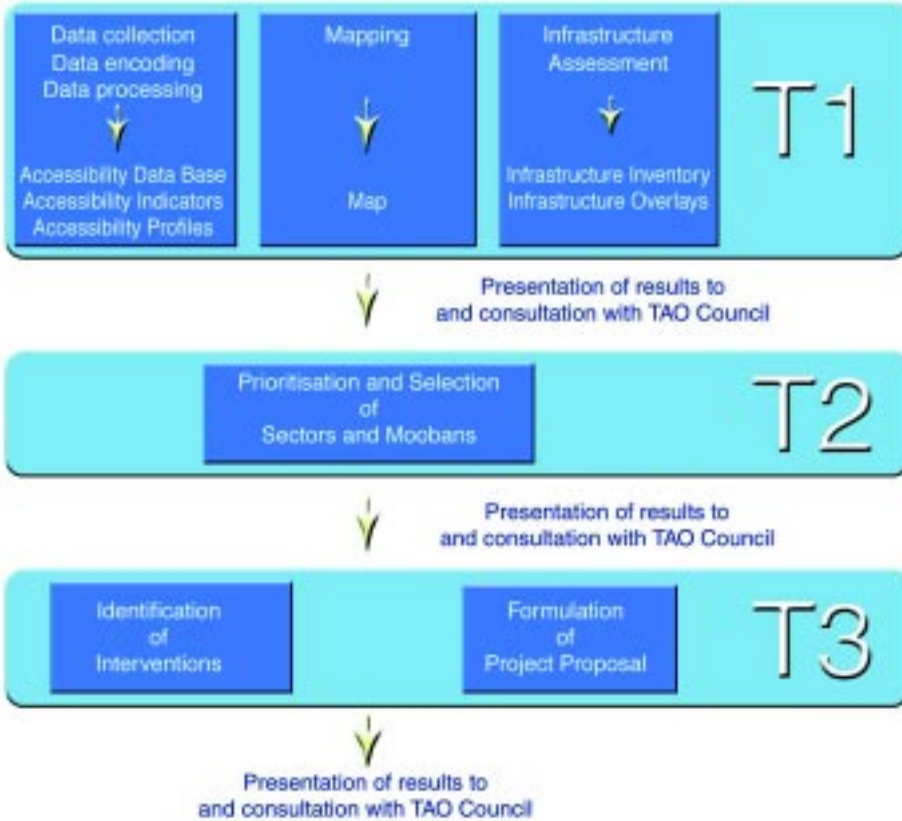 Data collection
Data encoding
Data processing
Accessibility Data Base
Accessibility Indicators
Accessibility Profiles
Mapping
Map
Infrastructure
Assessment
Infrastructure Inventory
Infrastructure Overlays
T1
Presentation of results to
and consultation with TAO Council
Prioritisation and Selection
of
Sectors and Moobans
T2
Presentation of results to
and consultation with TAO Council
Identification
of
Interventions
Formulation
of
Project Proposal
T3
Presentation of results to
and consultation with TAO Council